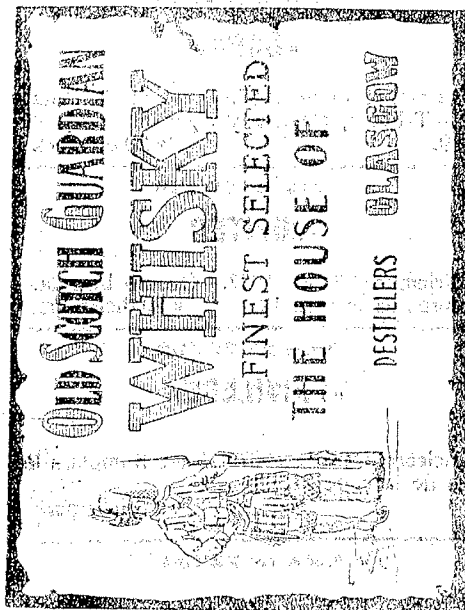 OLD SCOTCH GUARDIAN
WHISKY
FINEST SELECTED
THE HOUSE OF
DESTILLERS GLASGOW